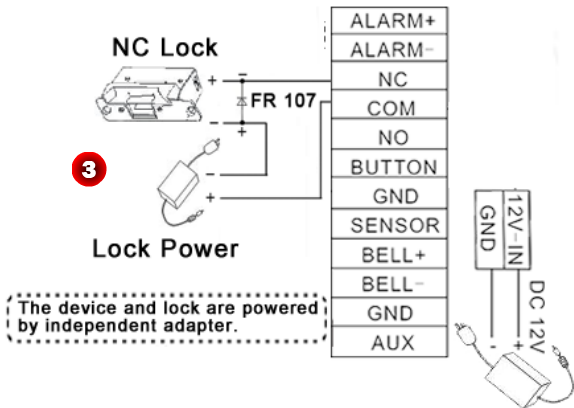 NC Lock
+
−
−
FR 107
+
3
−
+
Lock Power
The device and lock are powered
by independent adapter.
ALARM+
ALARM−
NC
COM
NO
BUTTON
GND
SENSOR
BELL+
BELL−
GND
AUX
GND
12V-IN
DC 12V
-
+